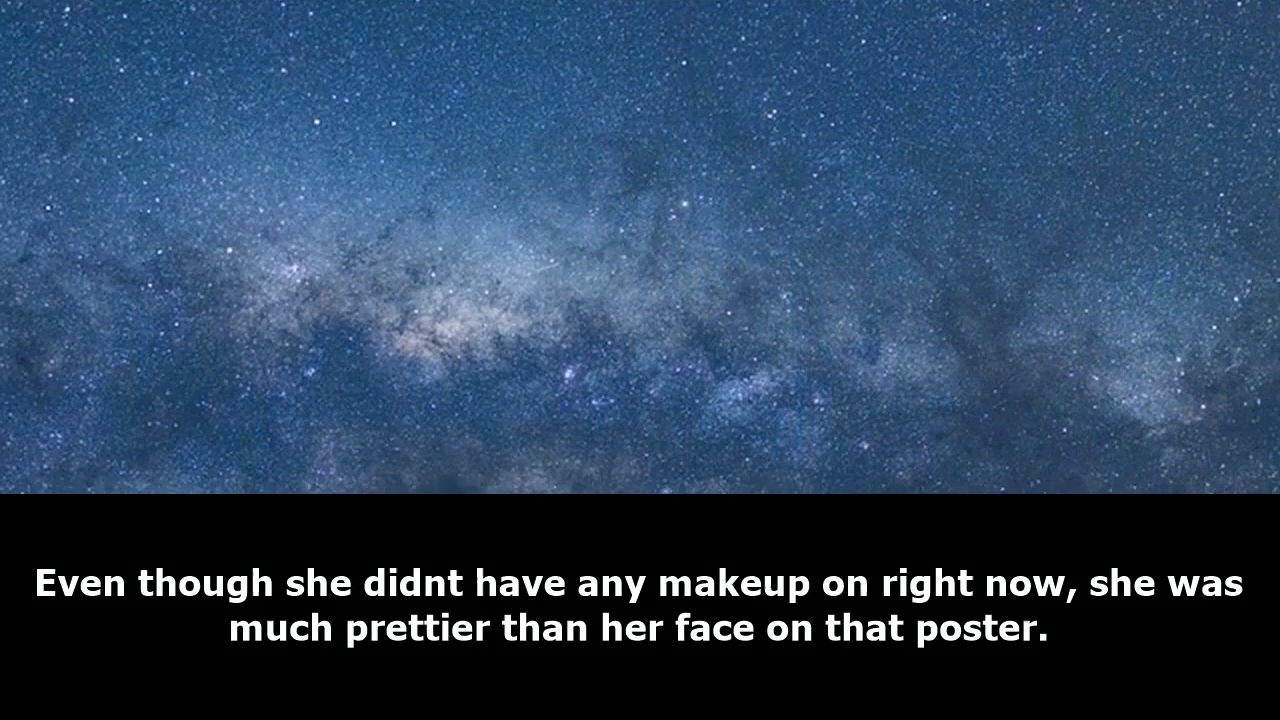 Even though she didnt have any makeup on right now, she was
much prettier than her face on that poster.